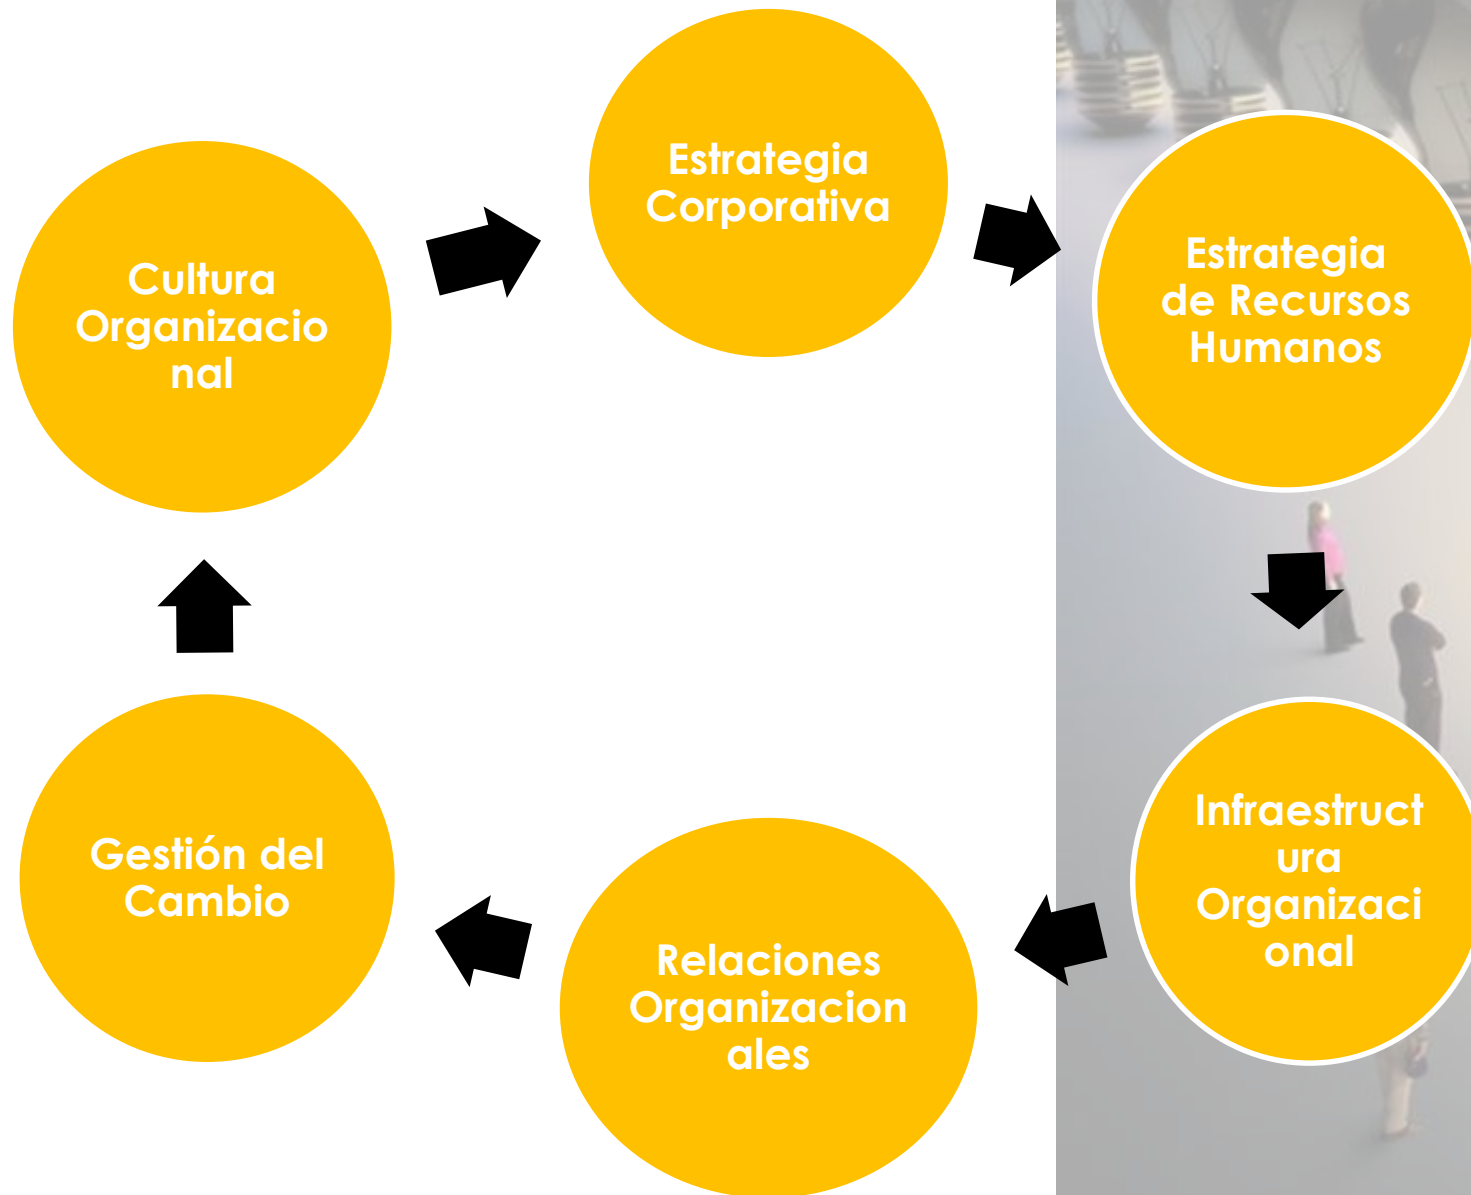 Estrategia
Corporativa
Estrategia
de Recursos
Humanos
Infraestruct
ura
Organizaci
onal
Relaciones
Organizacion
ales
Gestión del
Cambio
Cultura
Organizacio
nal